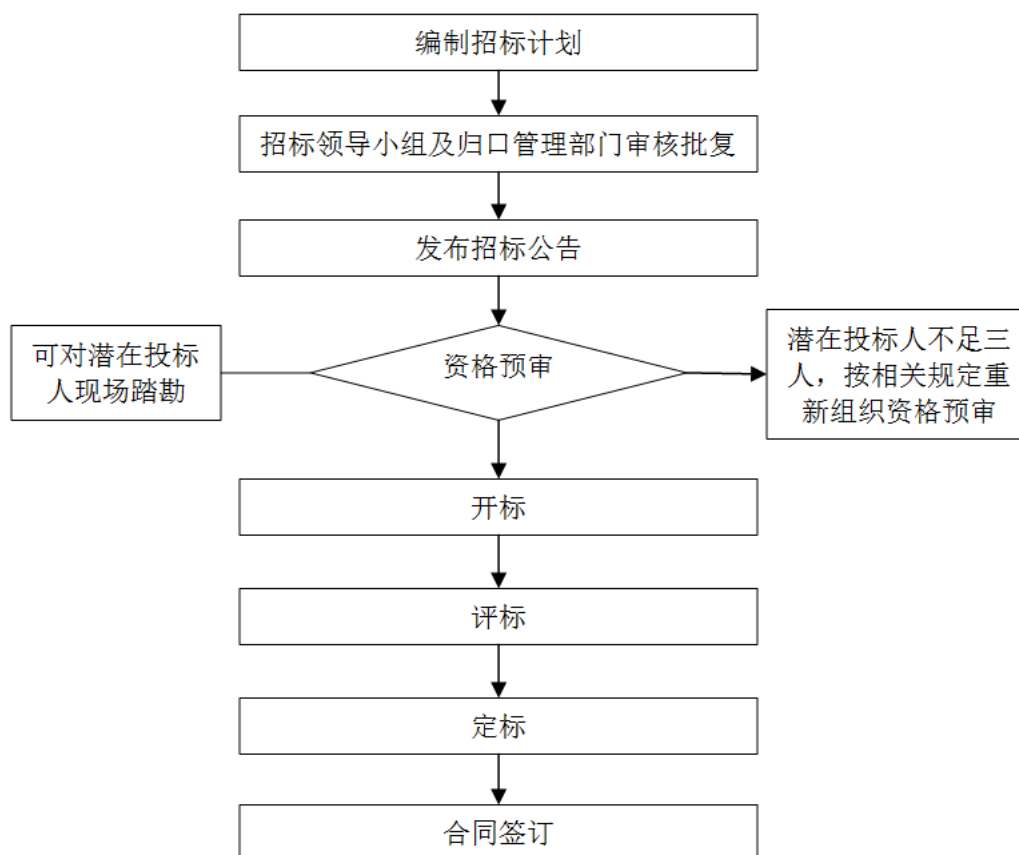 编制招标计划
招标领导小组及归口管理部门审核批复
发布招标公告
可对潜在投标
人现场踏勘
资格预审
潜在投标人不足三
人，按相关规定重
新组织资格预审
开标
评标
定标
合同签订